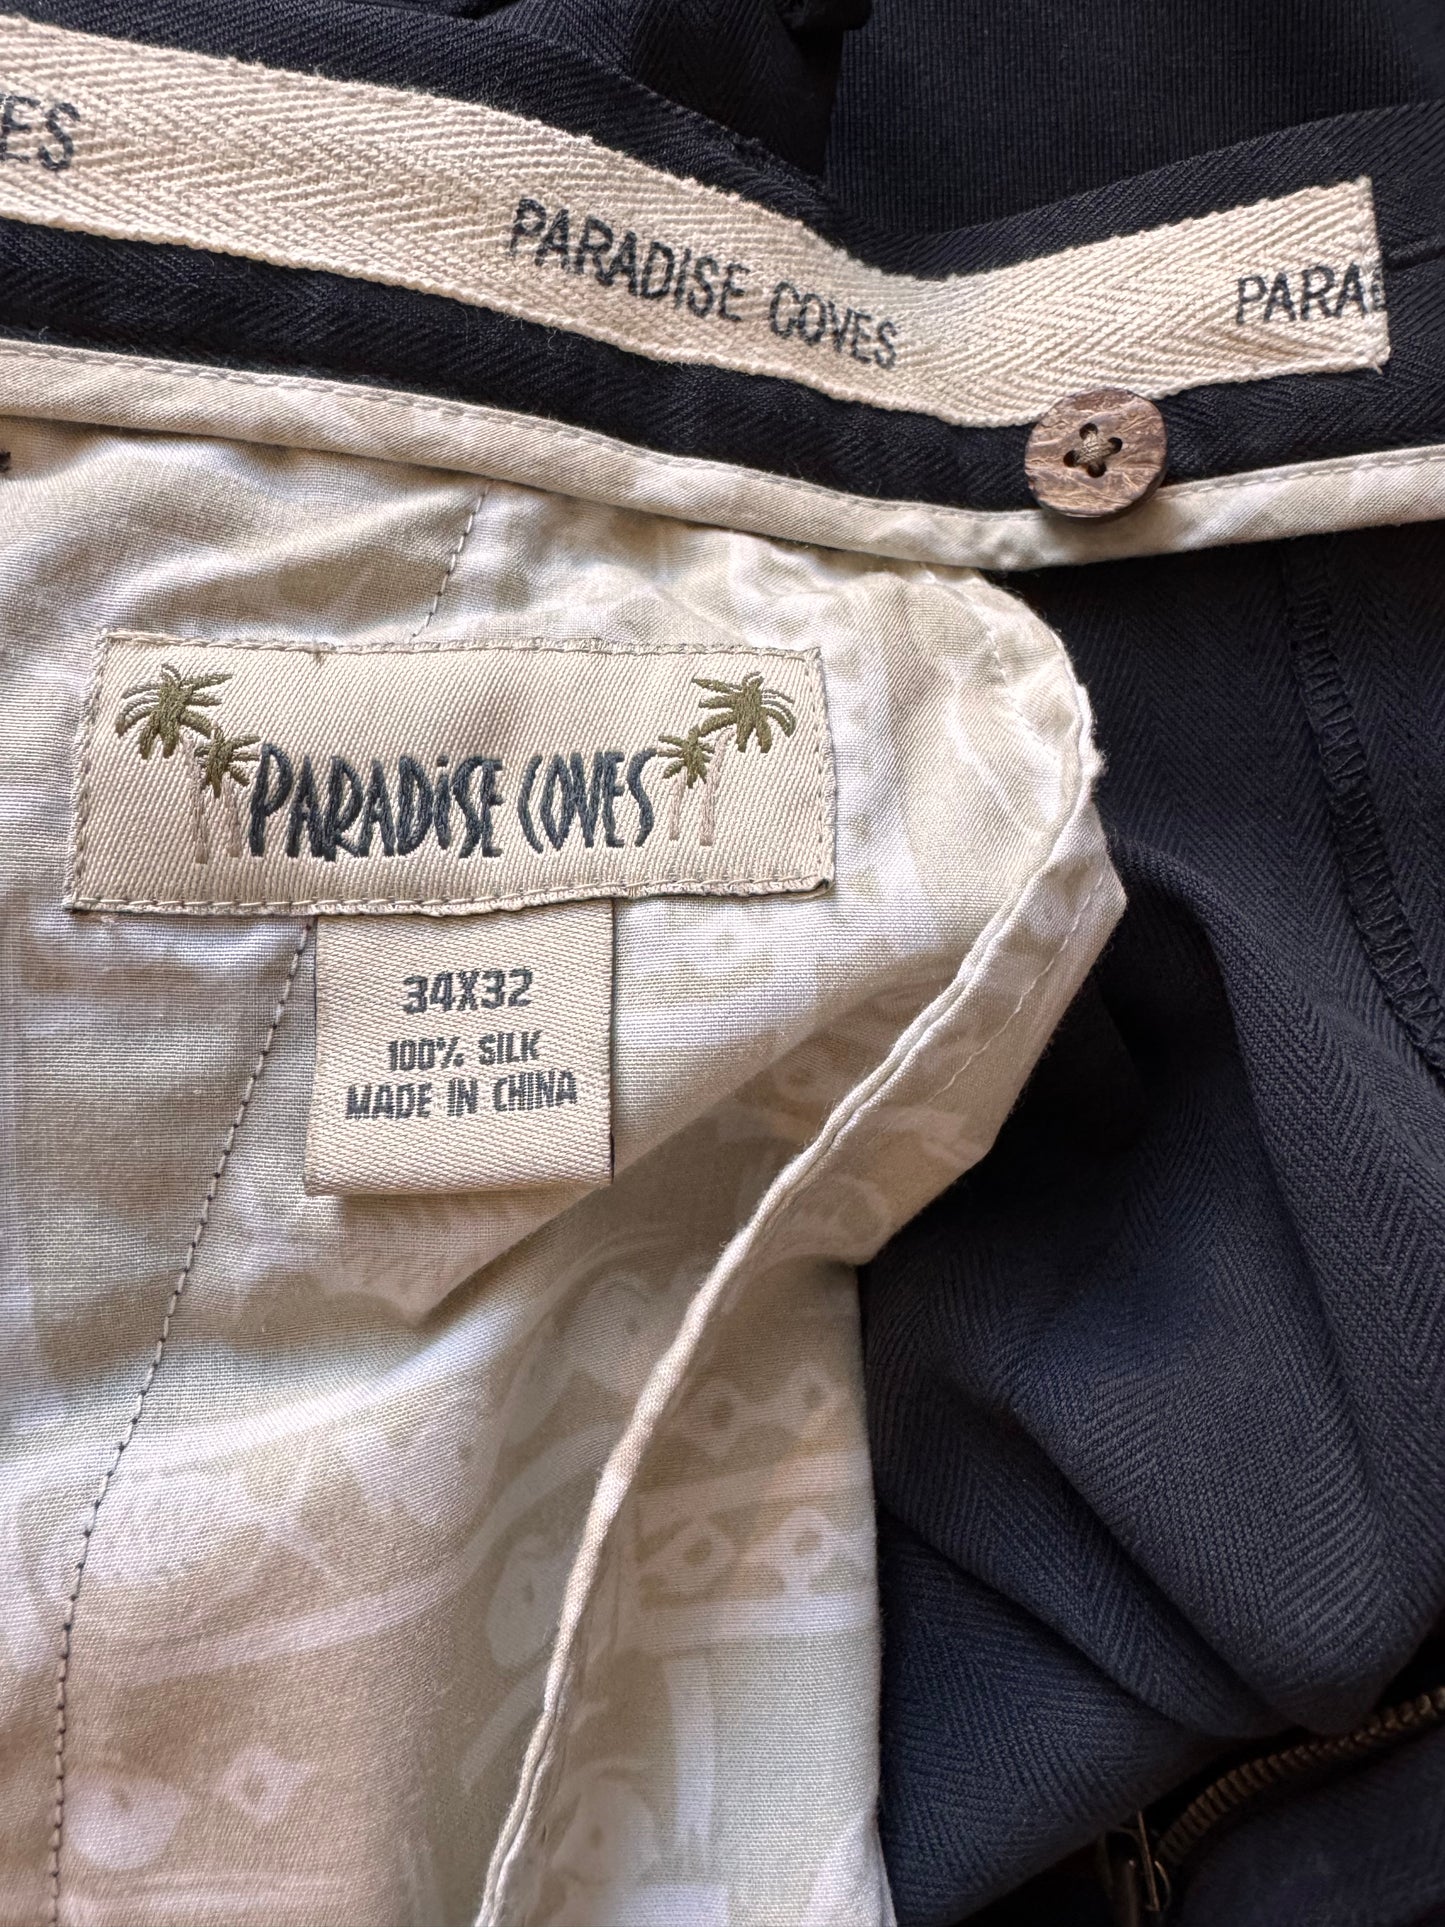 ES
PARADISE COVES
PARA
PARADiSE COVES
34X32
100% SILK
MADE IN CHINA